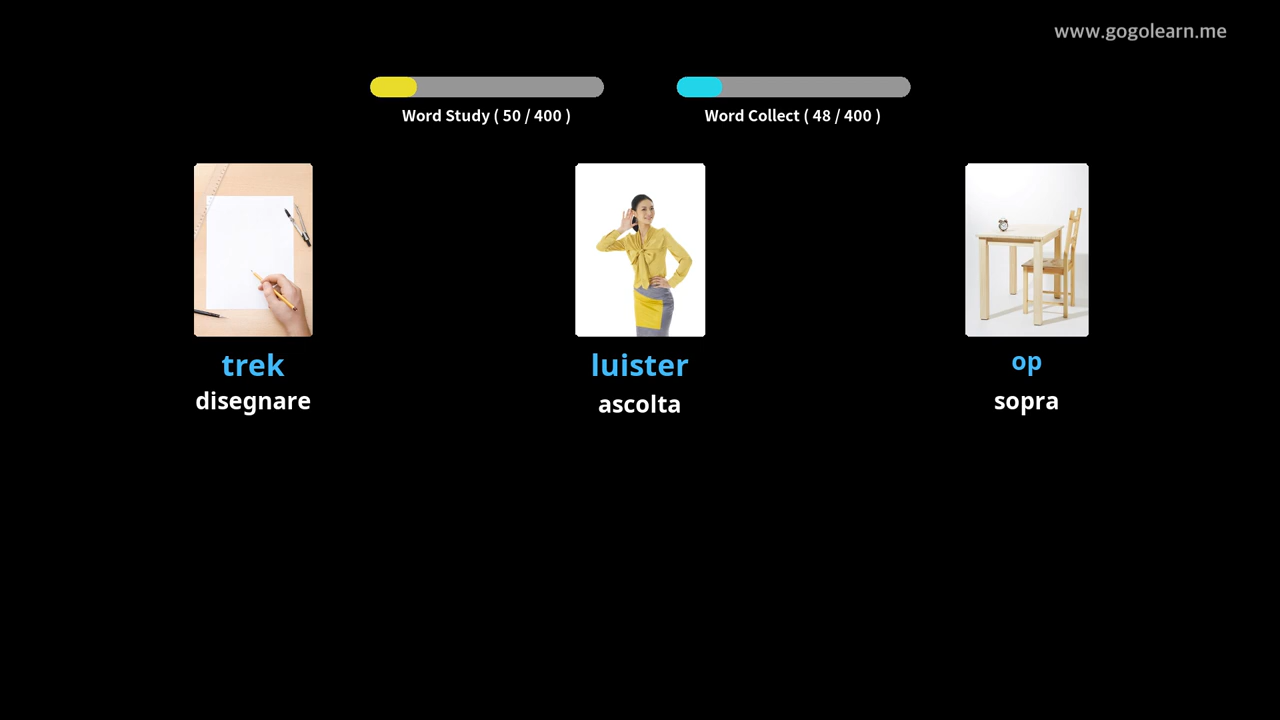 www.gogolearn.me
Word Study ( 50 / 400 )
Word Collect ( 48 / 400 )
trek
disegnare
luister
ascolta
op
sopra